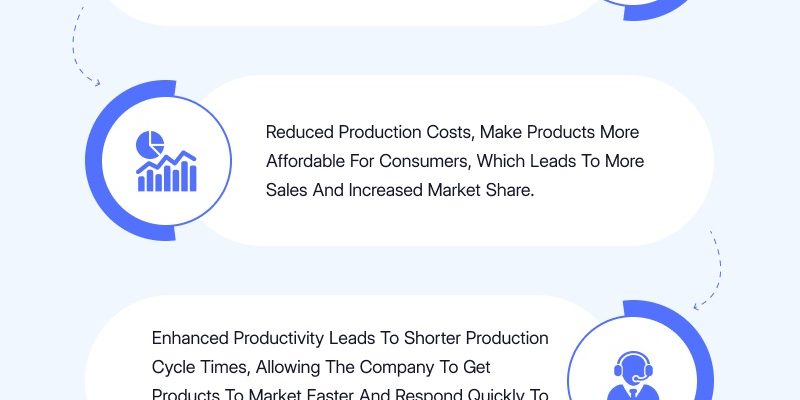 Reduced Production Costs, Make Products More
Affordable For Consumers, Which Leads To More
Sales And Increased Market Share.
Enhanced Productivity Leads To Shorter Production
Cycle Times, Allowing The Company To Get
Products To Market Faster And Respond Quickly To